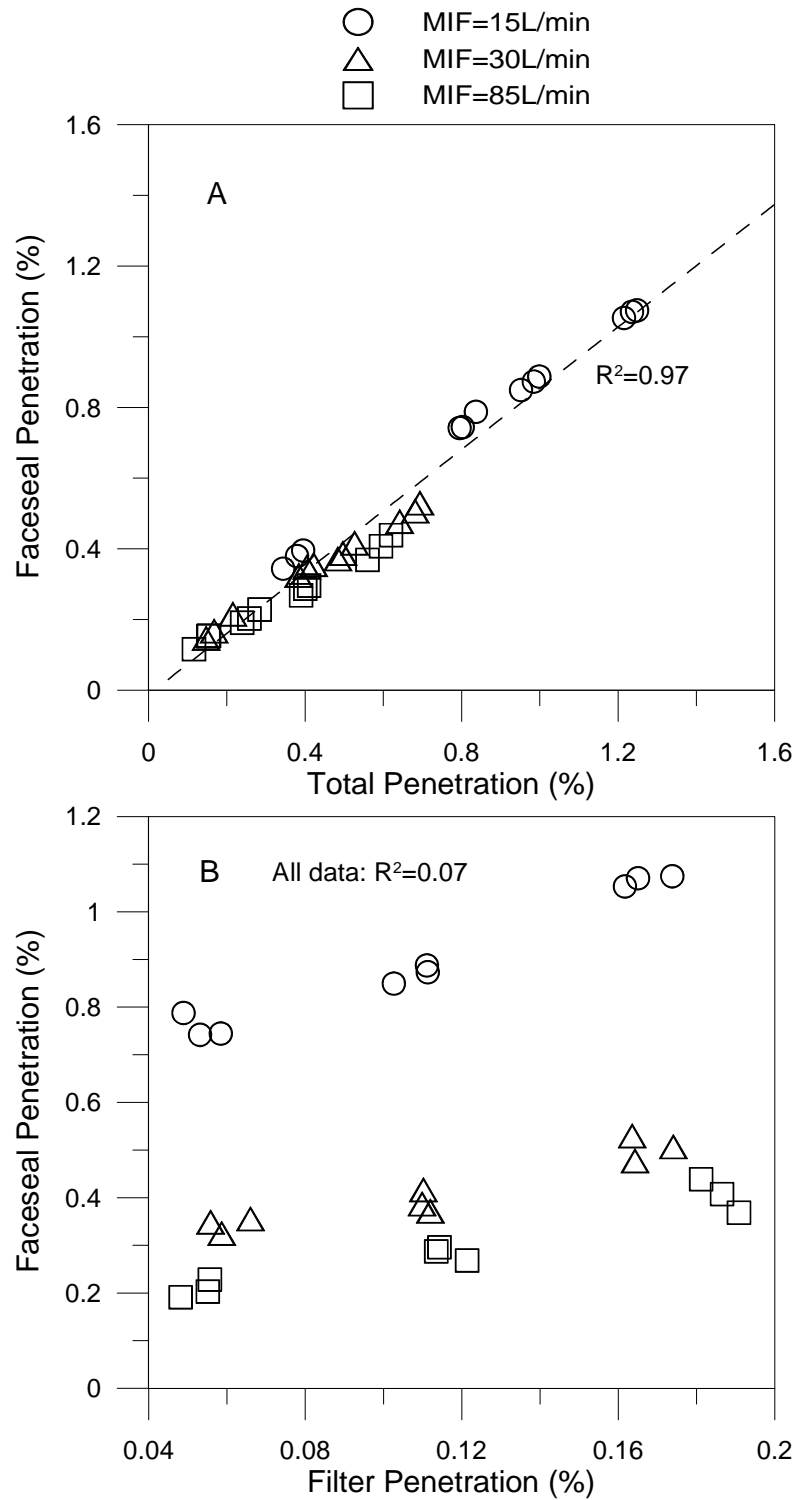 MIF=15L/min
MIF=30L/min
MIF=85L/min
1.6
A
1.2
R²=0.97
0.8
0.4
0
Faceseal Penetration (%)
0 0.4 0.8 1.2 1.6
Total Penetration (%)
1.2
B All data: R²=0.07
1
0.8
0.6
0.4
0.2
0
Faceseal Penetration (%)
0.04 0.08 0.12 0.16 0.2
Filter Penetration (%)